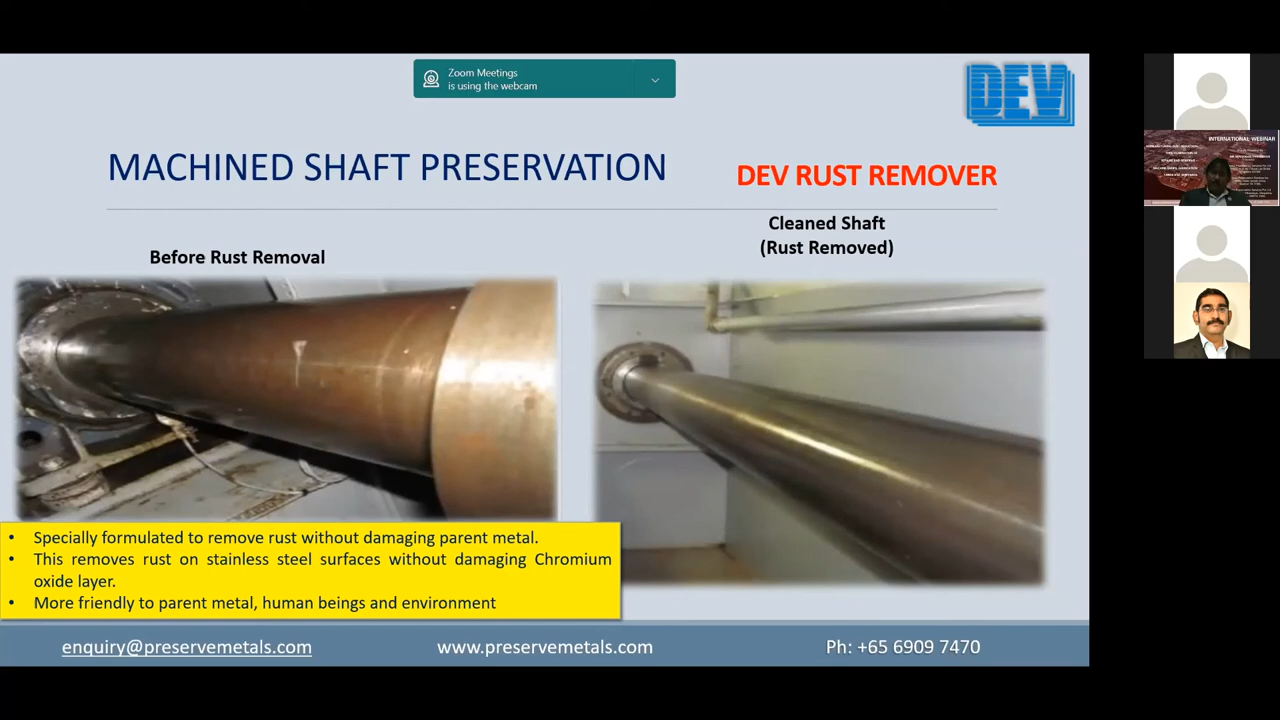 Zoom Meetings
is using the webcam
DEV
MACHINED SHAFT PRESERVATION
DEV RUST REMOVER
Before Rust Removal
Cleaned Shaft
(Rust Removed)
• Specially formulated to remove rust without damaging parent metal.
• This removes rust on stainless steel surfaces without damaging Chromium
oxide layer.
• More friendly to parent metal, human beings and environment
enquiry@preservemetals.com
www.preservemetals.com
Ph: +65 6909 7470
INTERNATIONAL WEBINAR